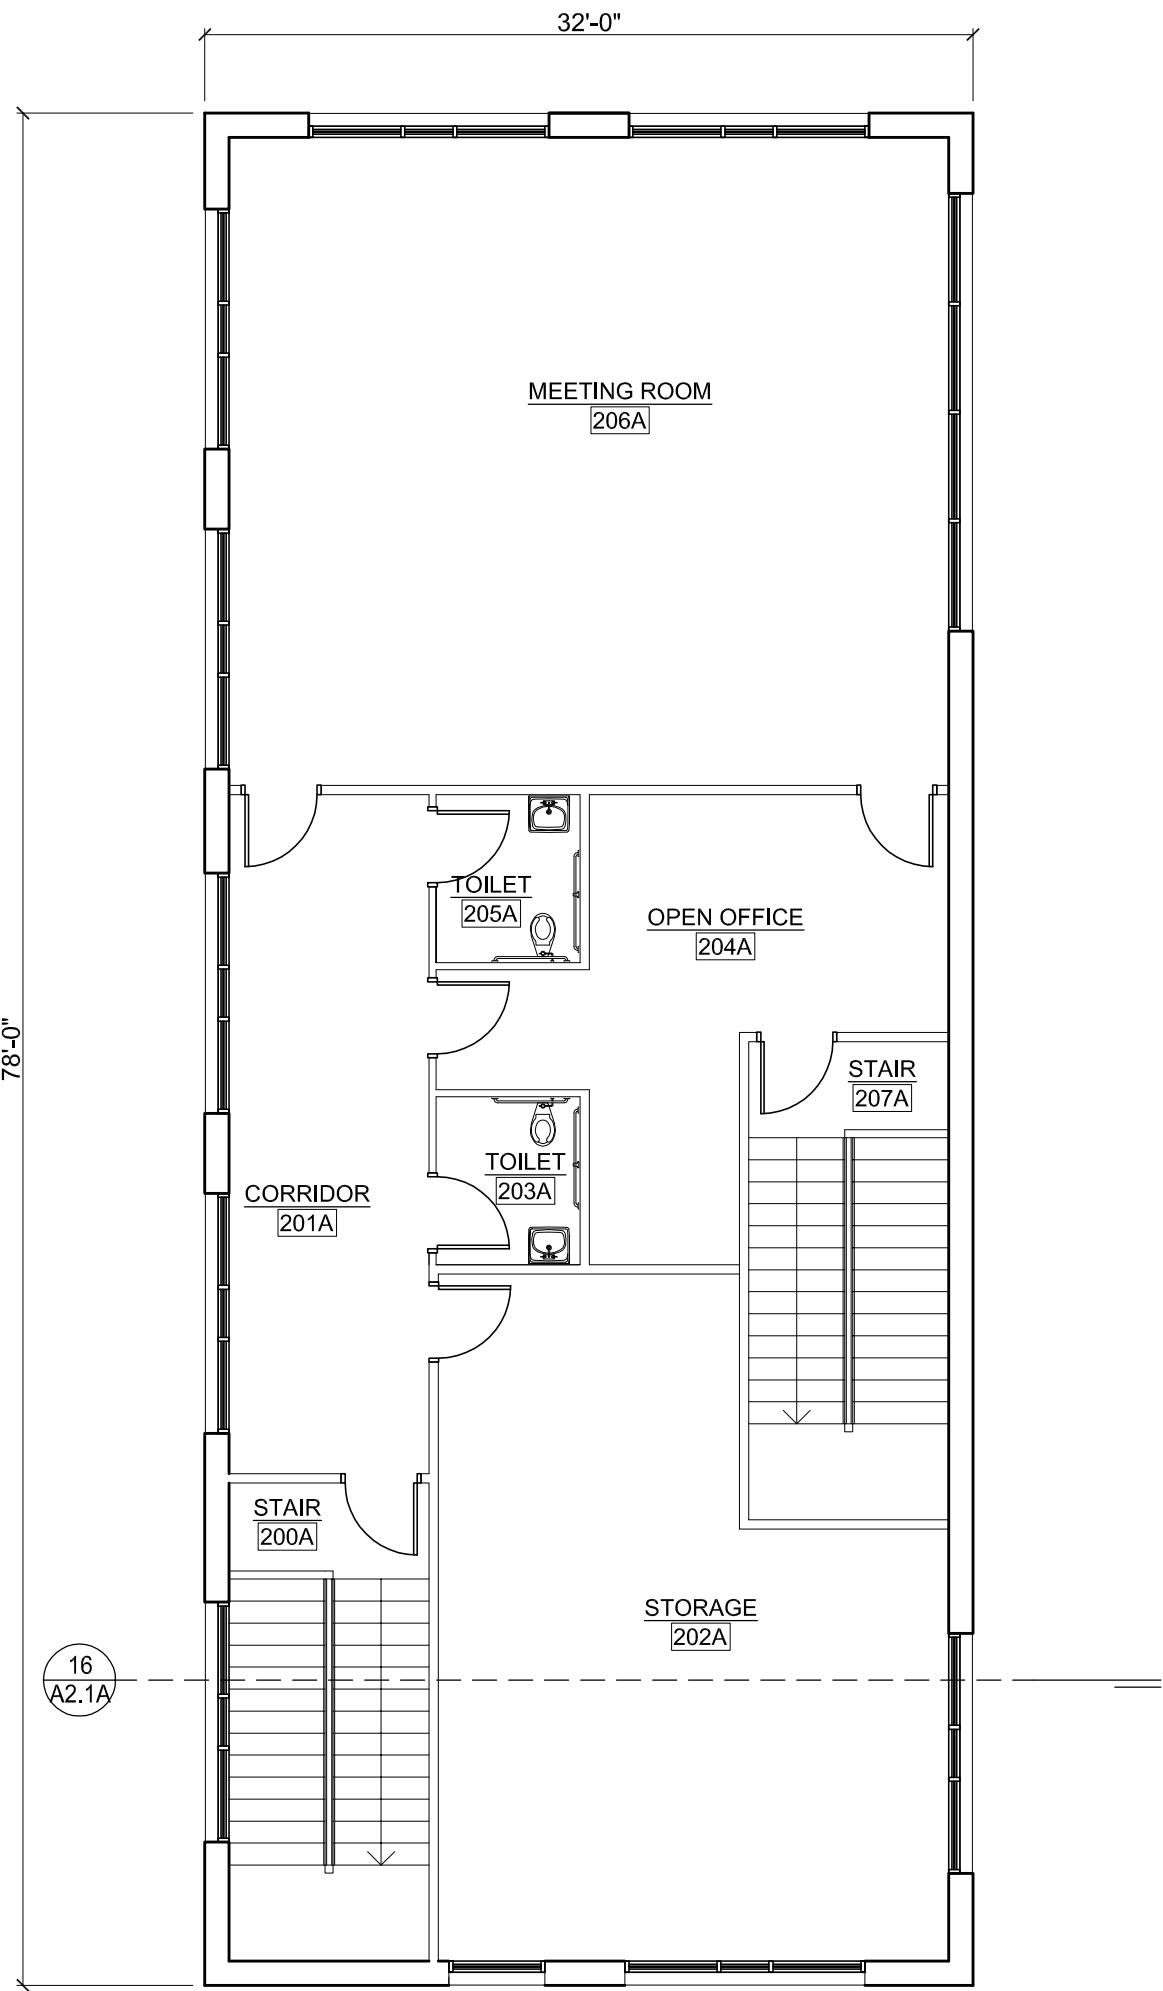 32'-0"
MEETING ROOM
206A
TOILET
205A
OPEN OFFICE
204A
78'-0"
STAIR
207A
TOILET
203A
CORRIDOR
201A
STAIR
200A
STORAGE
202A
16
A2.1A